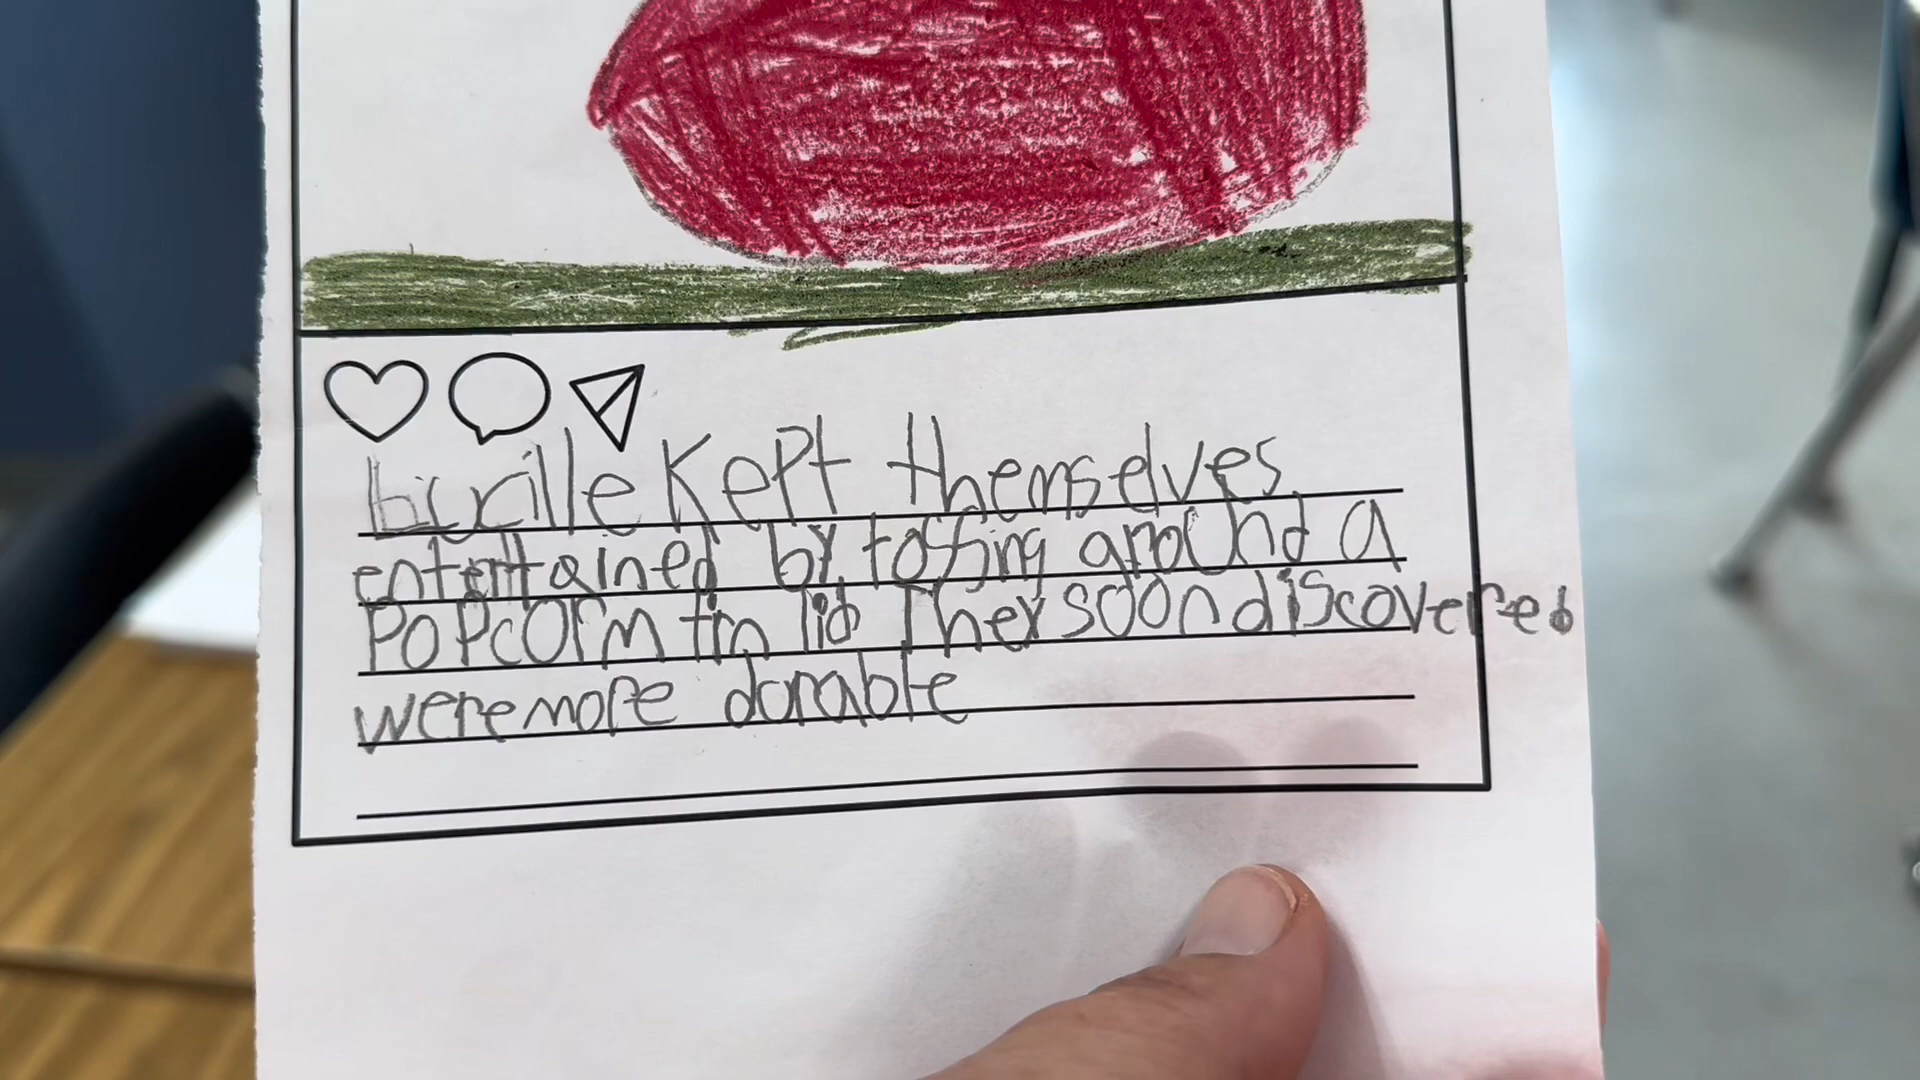 Lucille Kept themselves
entertained by tossing around a
PoPcorn tin lid They soon discovered
were more durable